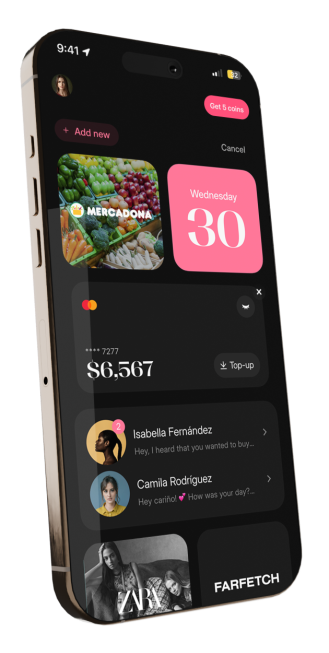 9:41
Get 5 coins
+ Add new
Cancel
MERCADONA
Wednesday
30
**** 7277
$6,567
Top-up
2
Isabella Fernández
Hey, I heard that you wanted to buy...
Camila Rodríguez
Hey cariño! 💕 How was your day?...
ZARA
FARFETCH